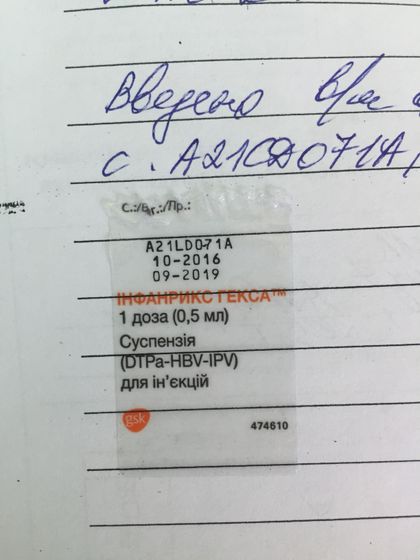 Введено в/м
с. A21CD071A,
С.:/Вг.:/Пр.:
A21LD071A
10-2016
09-2019
ІНФАНРИКС ГЕКСА™
1 доза (0,5 мл)
Суспензія
(DTPa-HBV-IPV)
для ін'єкцій
gsk
474610